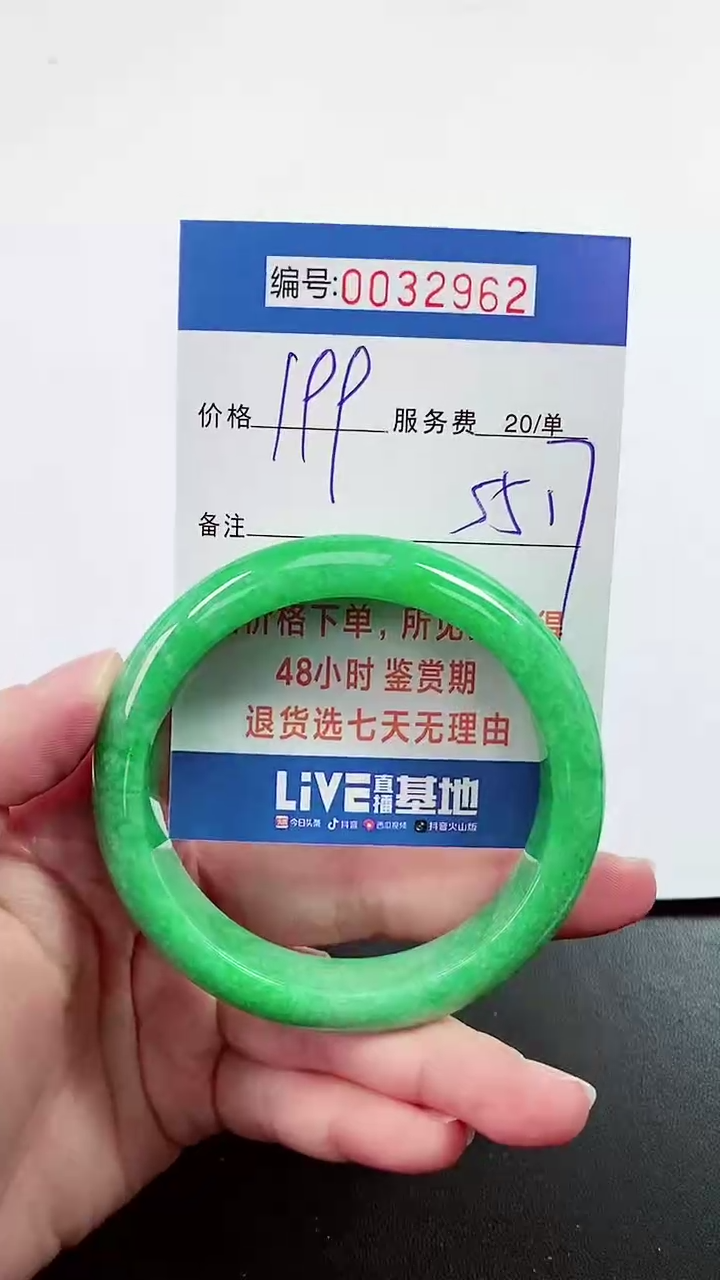 编号:0032962
价格 199 服务费 20/单
备注 551
价格下单，所见 得
48小时 鉴赏期
退货选七天无理由
LiVE直播基地
今日头条 抖音 西瓜视频 抖音火山版